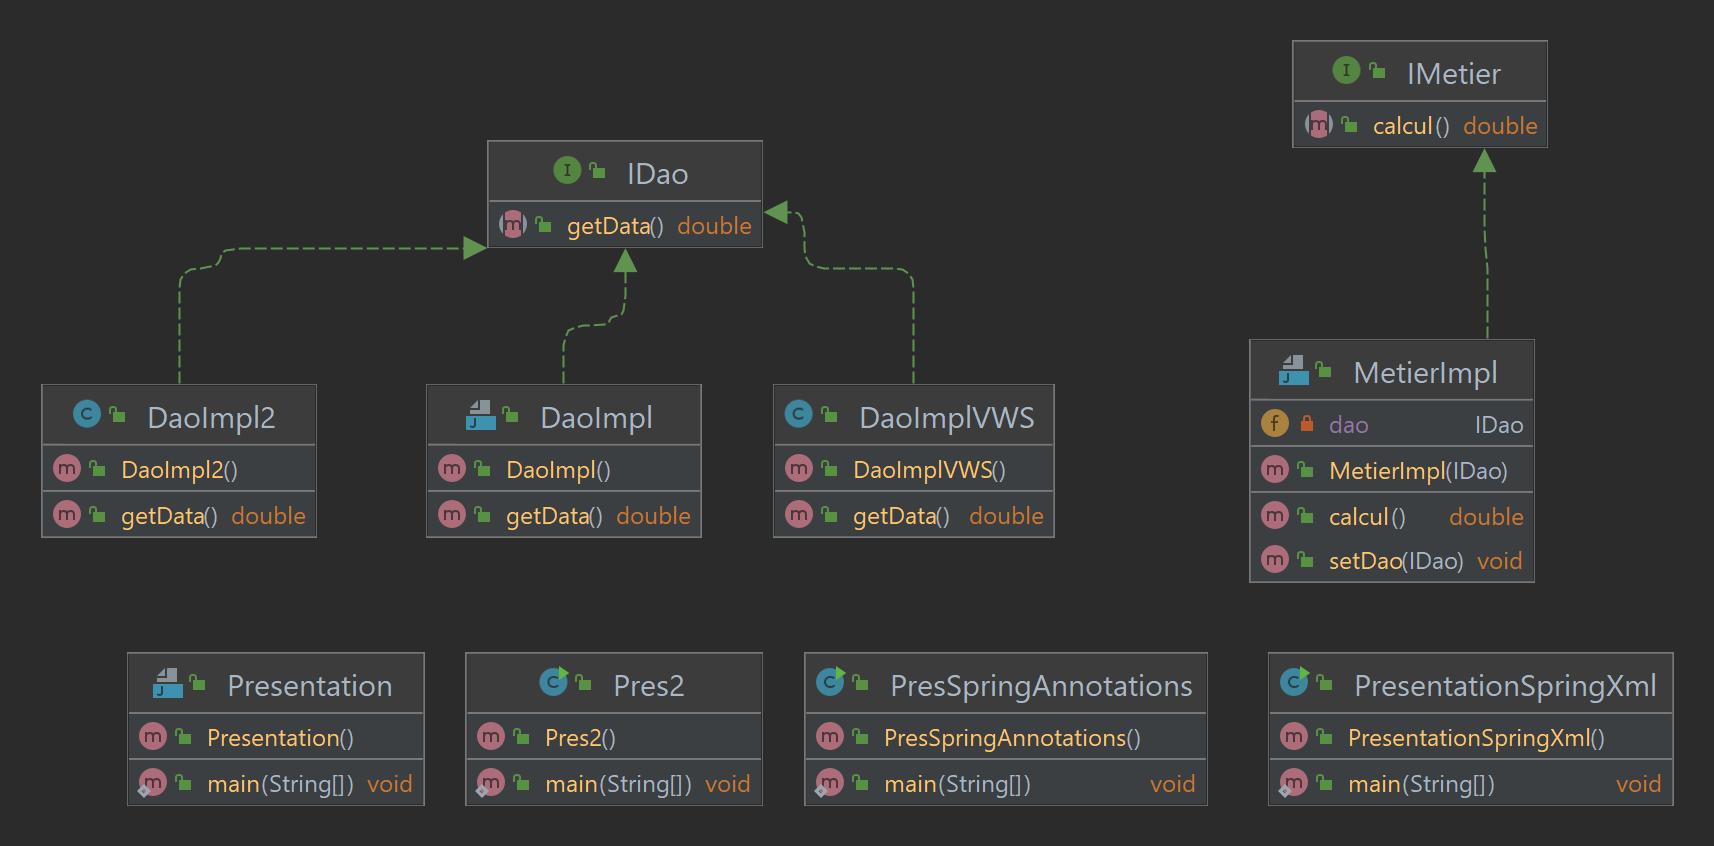 IMetier
calcul() double
IDao
getData() double
DaoImpl2
DaoImpl2()
getData() double
DaoImpl
DaoImpl()
getData() double
DaoImplVWS
DaoImplVWS()
getData() double
MetierImpl
dao IDao
MetierImpl(IDao)
calcul() double
setDao(IDao) void
Presentation
Presentation()
main(String[]) void
Pres2
Pres2()
main(String[]) void
PresSpringAnnotations
PresSpringAnnotations()
main(String[]) void
PresentationSpringXml
PresentationSpringXml()
main(String[]) void